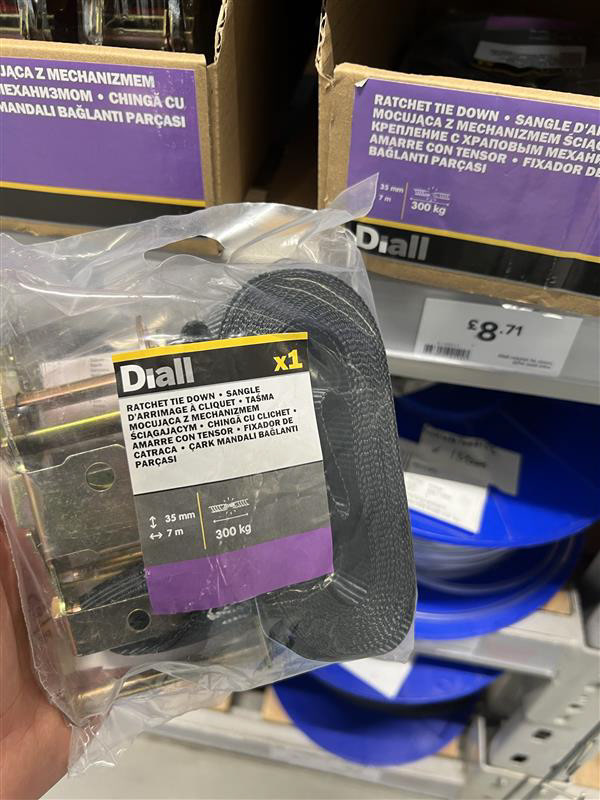 JĄCA Z MECHANIZMEM
МЕХАНИЗМОМ • CHINGĂ CU
MANDALI BAĞLANTI PARÇASI
RATCHET TIE DOWN • SANGLE D'AR
MOCUJĄCA Z MECHANIZMEM ŚCIĄG
КРЕПЛЕНИЕ С ХРАПОВЫМ МЕХАН
AMARRE CON TENSOR • FIXADOR DE
BAĞLANTI PARÇASI
35 mm
7 m
300 kg
Diall
£8.71
Diall
x1
RATCHET TIE DOWN • SANGLE
D'ARRIMAGE À CLIQUET • TAŚMA
MOCUJĄCA Z MECHANIZMEM
ŚCIĄGAJĄCYM • CHINGĂ CU CLICHET •
AMARRE CON TENSOR • FIXADOR DE
CATRACA • ÇARK MANDALI BAĞLANTI
PARÇASI
35 mm
7 m
300 kg